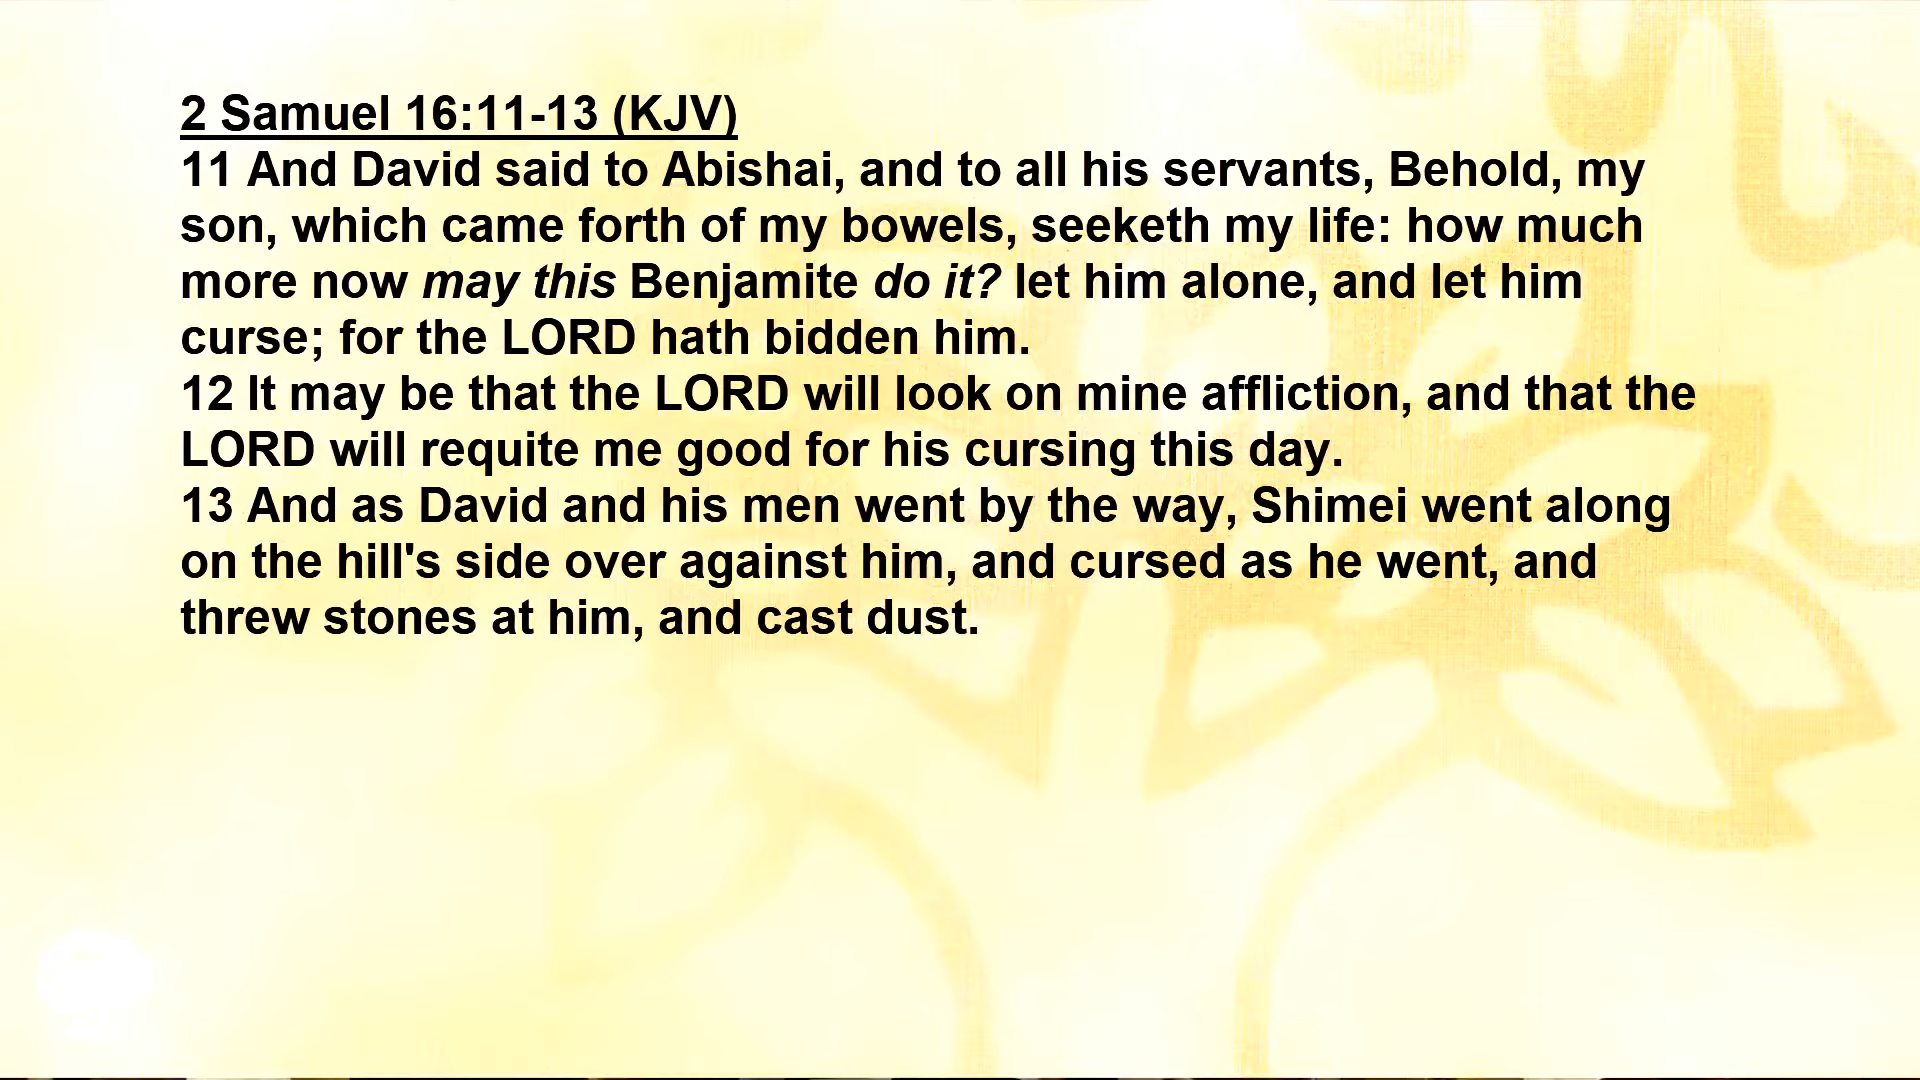 2 Samuel 16:11-13 (KJV)
11 And David said to Abishai, and to all his servants, Behold, my
son, which came forth of my bowels, seeketh my life: how much
more now may this Benjamite do it? let him alone, and let him
curse; for the LORD hath bidden him.
12 It may be that the LORD will look on mine affliction, and that the
LORD will requite me good for his cursing this day.
13 And as David and his men went by the way, Shimei went along
on the hill's side over against him, and cursed as he went, and
threw stones at him, and cast dust.